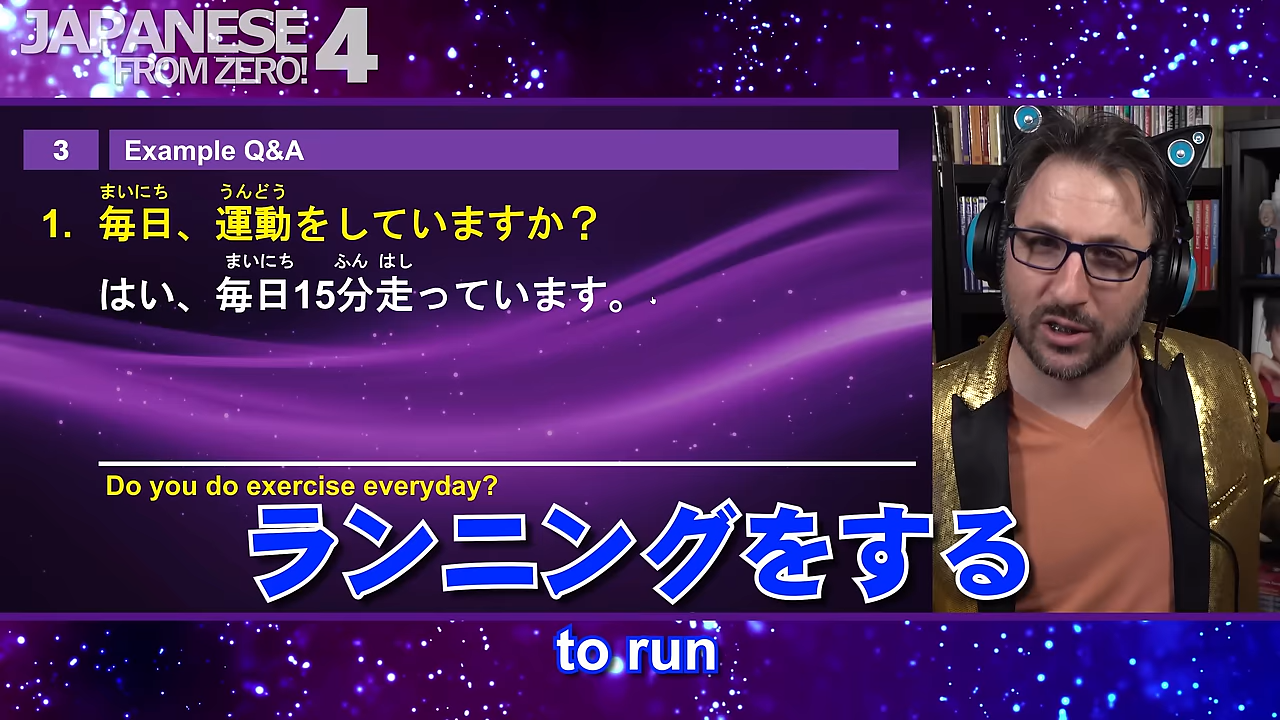 JAPANESE
FROM ZERO! 4
3 Example Q&A
まいにち うんどう
1. 毎日、運動をしていますか？
まいにち ふん はし
はい、毎日15分走っています。
Do you do exercise everyday?
ランニングをする
to run